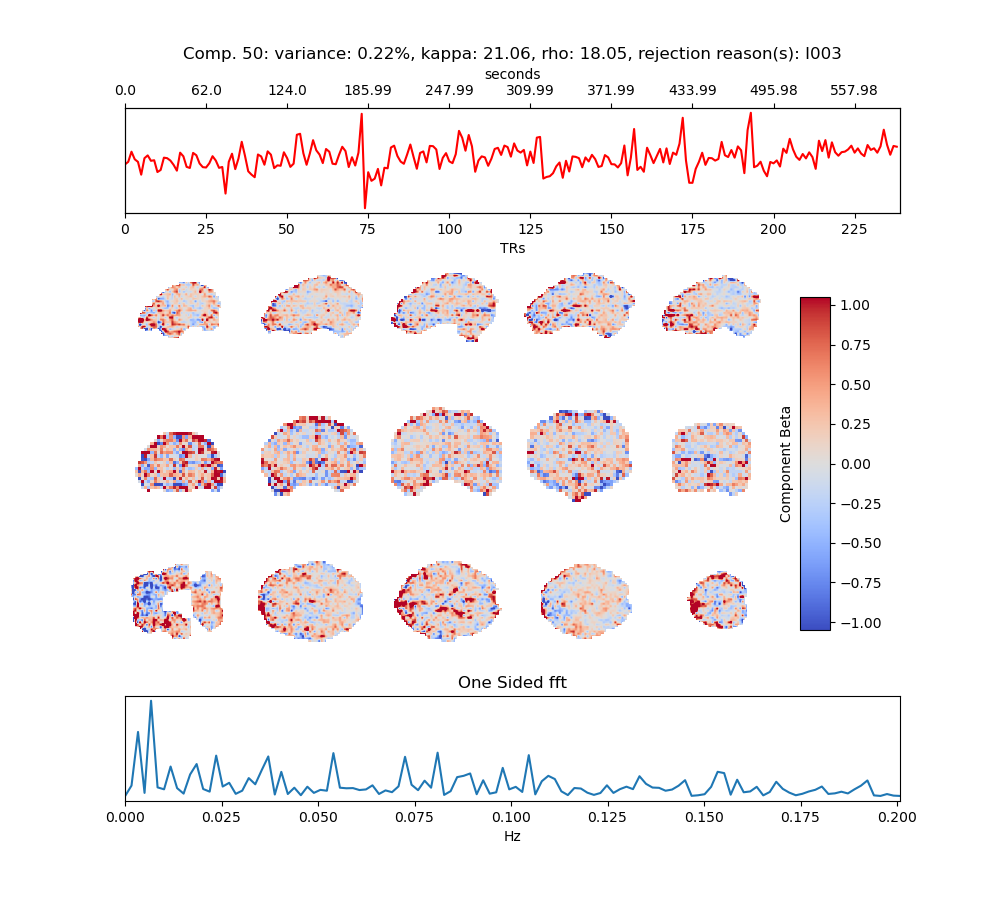 Comp. 50: variance: 0.22%, kappa: 21.06, rho: 18.05, rejection reason(s): I003
seconds
0.0 62.0 124.0 185.99 247.99 309.99 371.99 433.99 495.98 557.98
0 25 50 75 100 125 150 175 200 225
TRs
1.00
0.75
0.50
0.25
0.00
−0.25
−0.50
−0.75
−1.00
Component Beta
One Sided fft
0.000 0.025 0.050 0.075 0.100 0.125 0.150 0.175 0.200
Hz